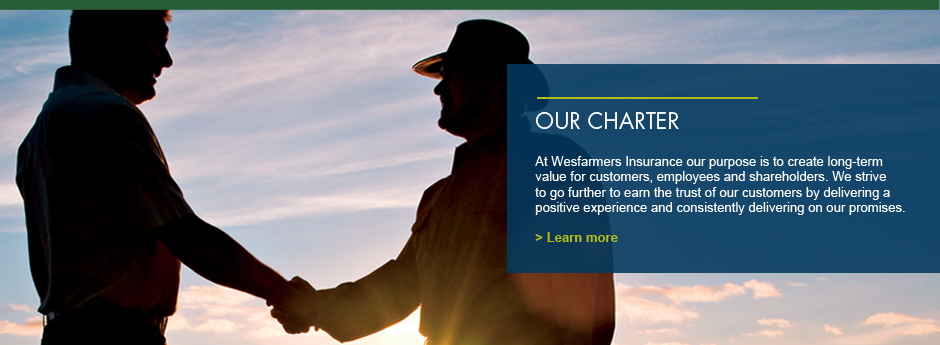 OUR CHARTER
At Wesfarmers Insurance our purpose is to create long-term
value for customers, employees and shareholders. We strive
to go further to earn the trust of our customers by delivering a
positive experience and consistently delivering on our promises.
> Learn more